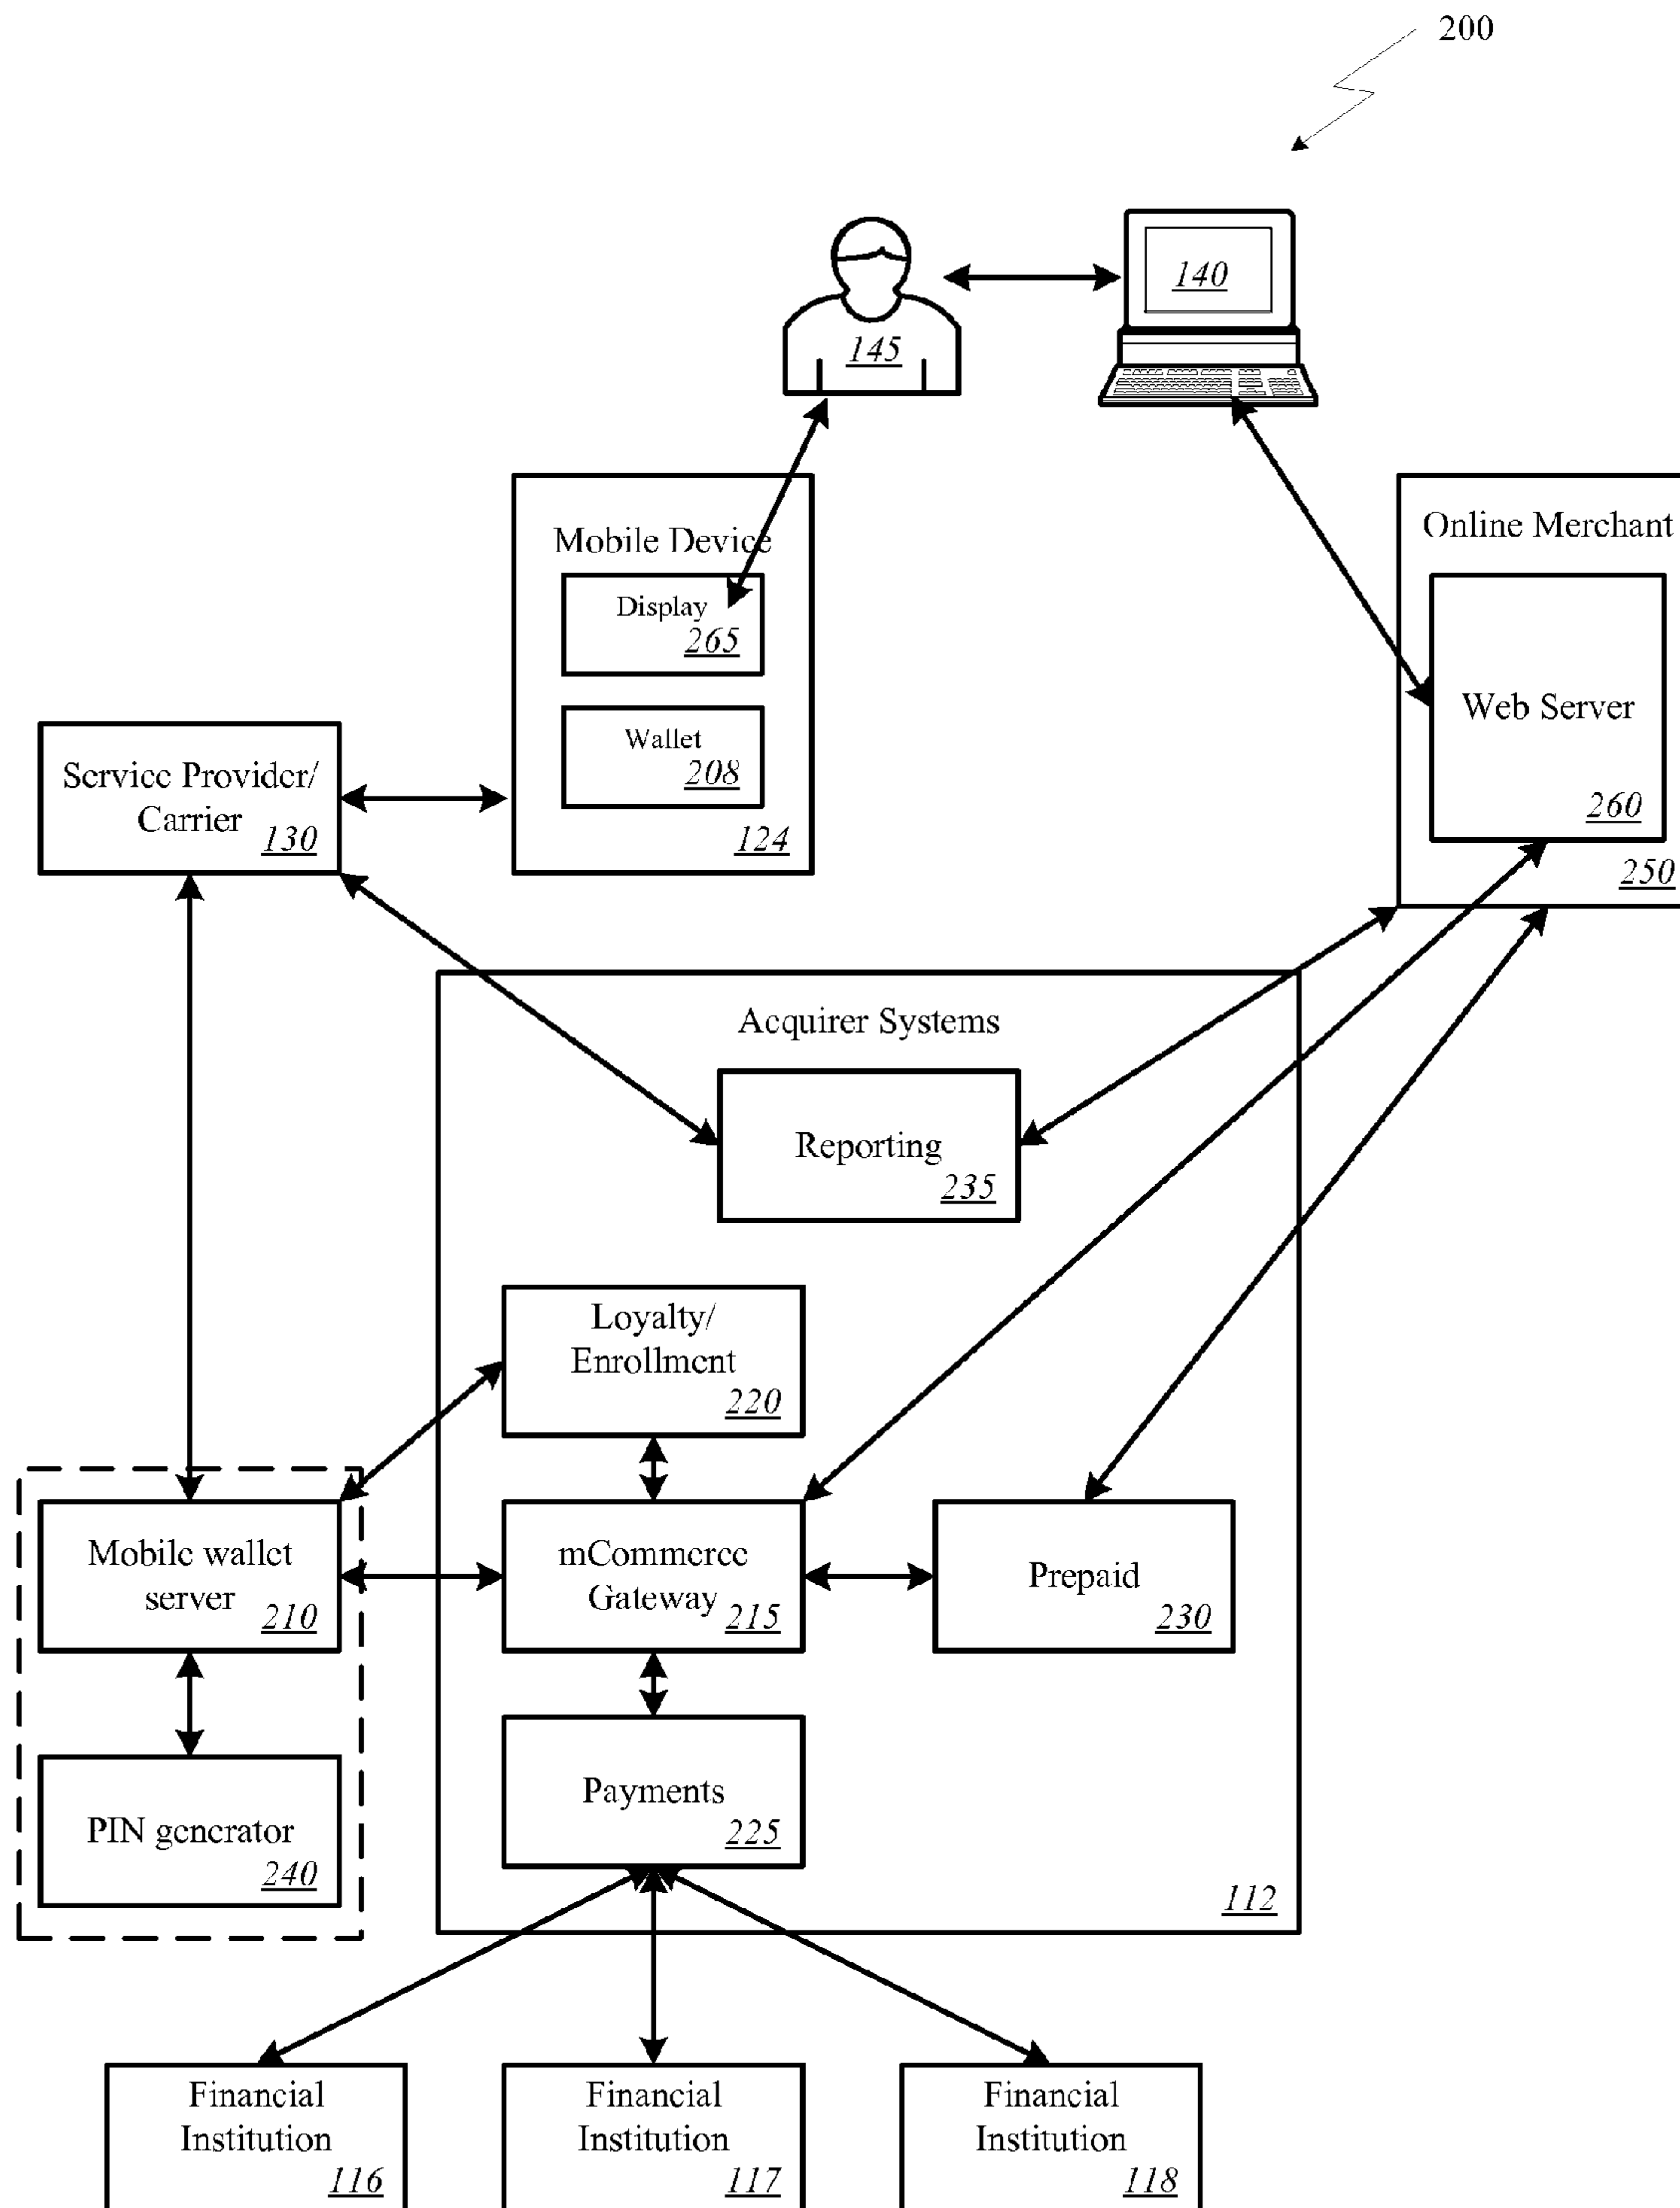 200
140
145
Mobile Device
Display
265
Wallet
208
124
Online Merchant
Web Server
260
250
Service Provider/
Carrier
130
Acquirer Systems
Reporting
235
Loyalty/
Enrollment
220
Mobile wallet
server
210
mCommerce
Gateway
215
Prepaid
230
PIN generator
240
Payments
225
112
Financial
Institution
116
Financial
Institution
117
Financial
Institution
118